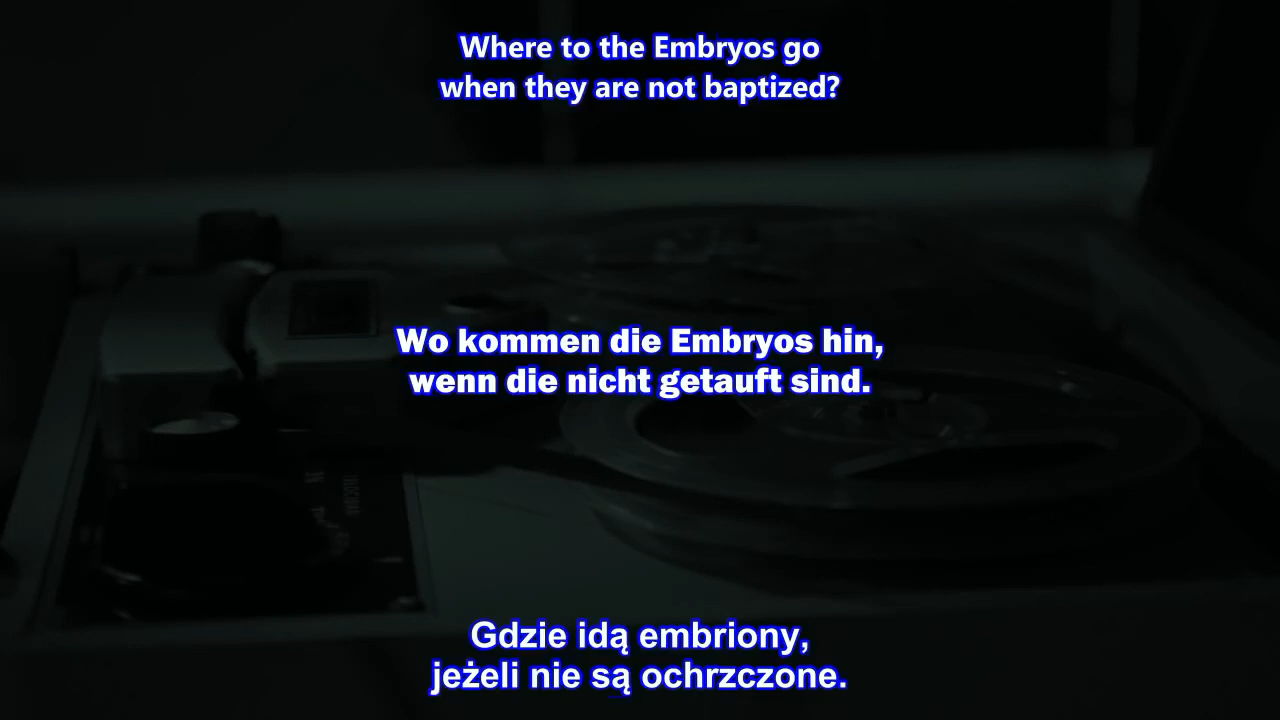 Where to the Embryos go
when they are not baptized?
Wo kommen die Embryos hin,
wenn die nicht getauft sind.
Gdzie idą embriony,
jeżeli nie są ochrzczone.